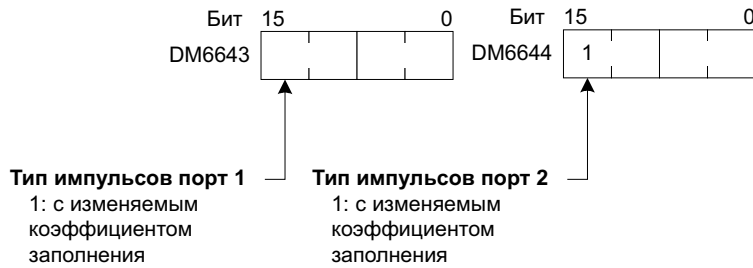 Бит 15 0 Бит 15 0
DM6643 DM6644 1
Тип импульсов порт 1
1: с изменяемым
коэффициентом
заполнения
Тип импульсов порт 2
1: с изменяемым
коэффициентом
заполнения